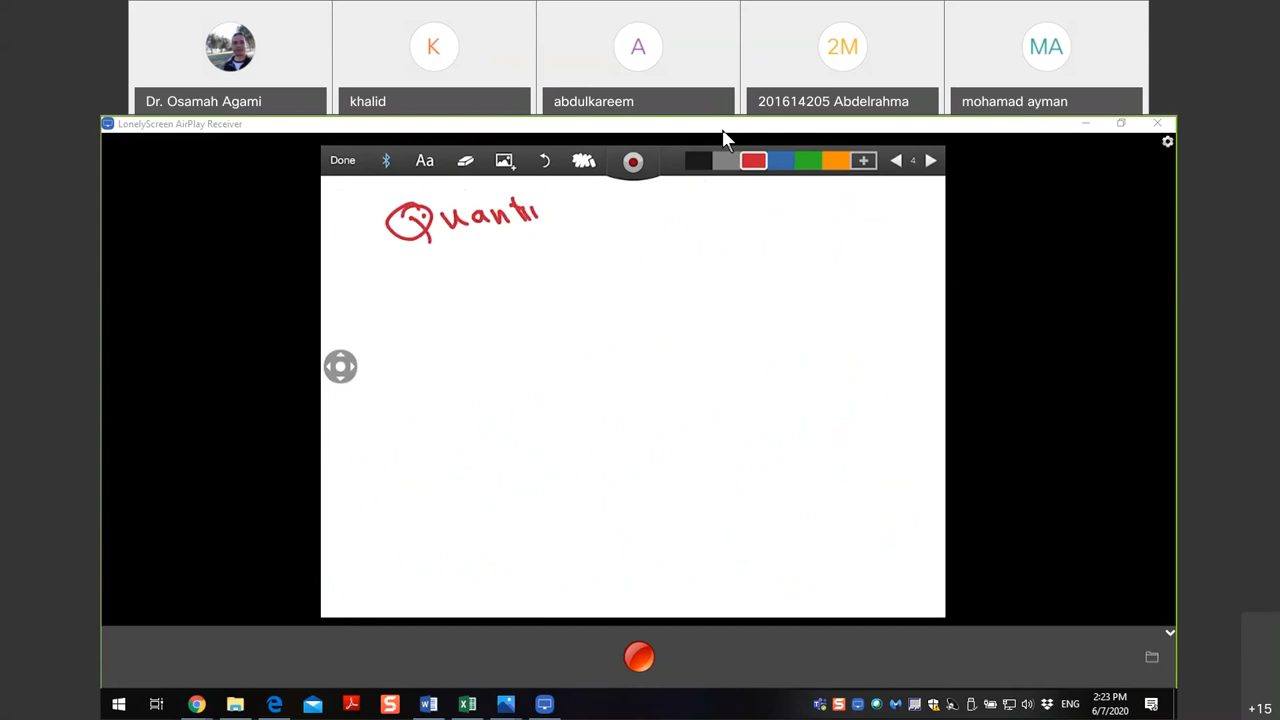 K
A
2M
MA
Dr. Osamah Agami
khalid
abdulkareem
201614205 Abdelrahma
mohamad ayman
LonelyScreen AirPlay Receiver
Done
Aa
4
Quanti
ENG
2:23 PM
6/7/2020
+15